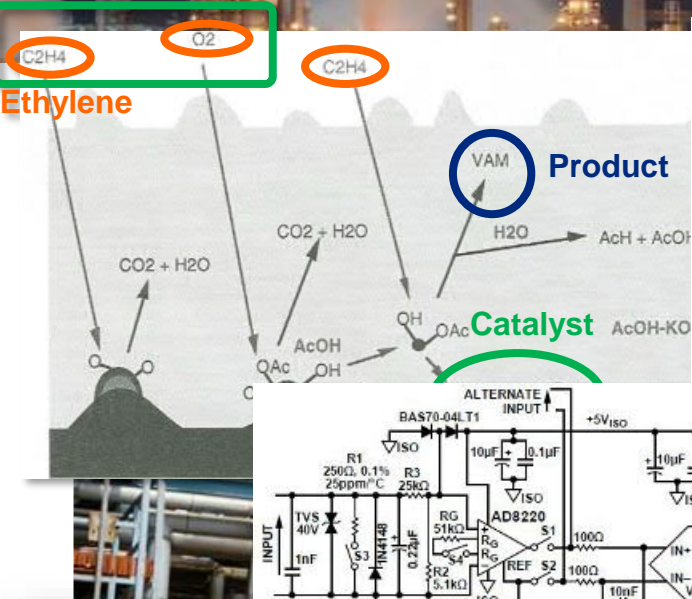 C2H4
O2
C2H4
Ethylene
VAM
Product
H2O
AcH + AcOH
CO2 + H2O
CO2 + H2O
OH
OAc
Catalyst
AcOH-KO
AcOH
O
O
OAc
OH
ALTERNATE
INPUT
BAS70-04LT1
+5VISO
VISO
10µF
+
0.1µF
+
10µF
VISO
R1
250Ω, 0.1%
25ppm/°C
R3
25kΩ
RG
51kΩ
AD8220
S1
100Ω
INPUT
TVS
40V
1nF
S3
1N4148
+
0.22µF
S4
+
RG
RG
−
R2
5.1kΩ
REF
S2
100Ω
IN+
IN−
10nF
ISO